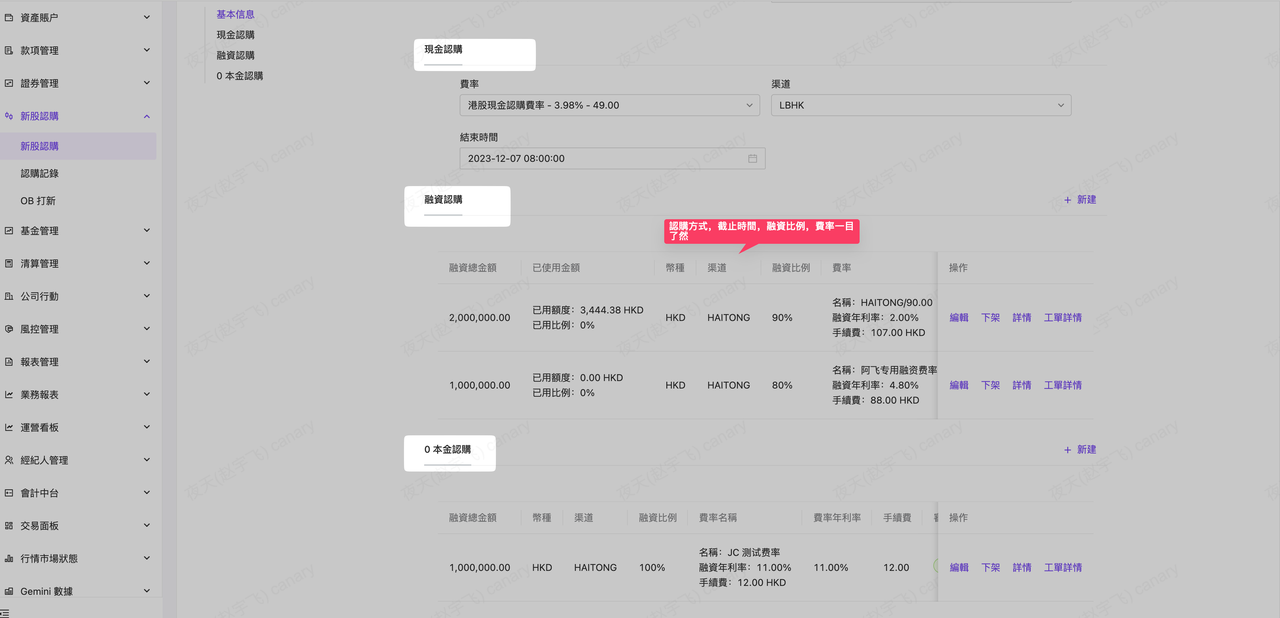 資產賬户
款項管理
證券管理
新股認購
新股認購
認購記錄
OB 打新
基金管理
清算管理
公司行動
風控管理
報表管理
業務報表
運營看板
經紀人管理
會計中台
交易面板
行情市場狀態
Gemini 數據
基本信息
現金認購
融資認購
0 本金認購
現金認購
費率
渠道
港股現金認購費率 - 3.98% - 49.00
LBHK
結束時間
2023-12-07 08:00:00
融資認購
+ 新建
認購方式，截止時間，融資比例，費率一目
了然
融資總金額 已使用金額 幣種 渠道 融資比例 費率 操作
2,000,000.00 已用額度：3,444.38 HKD 已用比例：0% HKD HAITONG 90% 名稱：HAITONG/90.00 融資年利率：2.00% 手續費：107.00 HKD 編輯 下架 詳情 工單詳情
1,000,000.00 已用額度：0.00 HKD 已用比例：0% HKD HAITONG 80% 名稱：阿飞专用融资费率 融資年利率：4.80% 手續費：88.00 HKD 編輯 下架 詳情 工單詳情
0 本金認購
+ 新建
融資總金額 幣種 渠道 融資比例 費率名稱 費率年利率 手續費 操作
1,000,000.00 HKD HAITONG 100% 名稱：JC 测试费率 融資年利率：11.00% 手續費：12.00 HKD 11.00% 12.00 編輯 下架 詳情 工單詳情
夜天(赵宇飞) canary